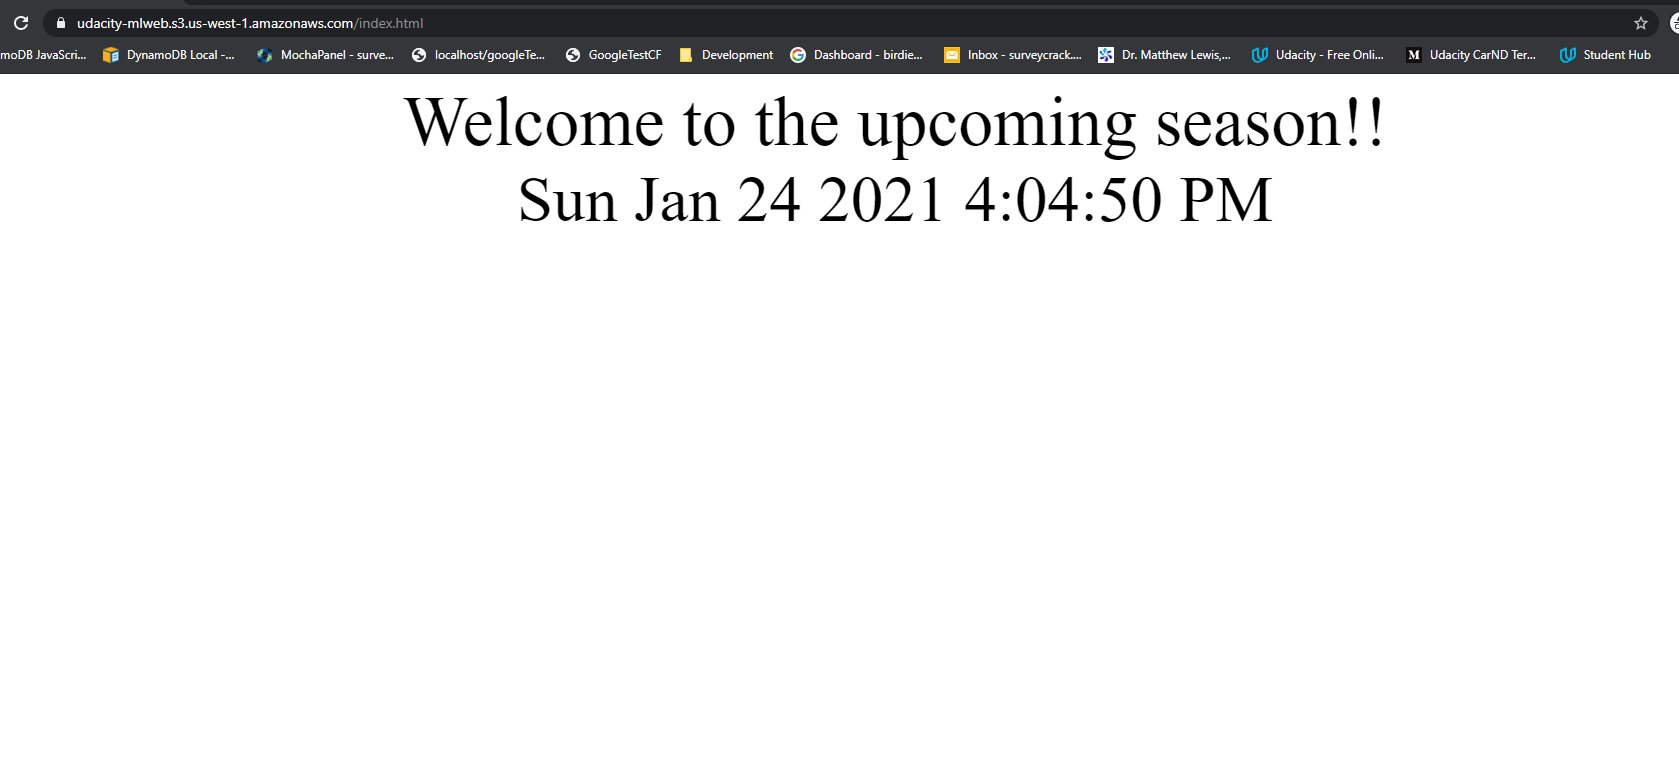 udacity-mlweb.s3.us-west-1.amazonaws.com/index.html
moDB JavaScri... DynamoDB Local -... MochaPanel - surve... localhost/googleTe... GoogleTestCF Development Dashboard - birdie... Inbox - surveycrack.... Dr. Matthew Lewis,... Udacity - Free Onli... M Udacity CarND Ter... Student Hub
Welcome to the upcoming season!!
Sun Jan 24 2021 4:04:50 PM